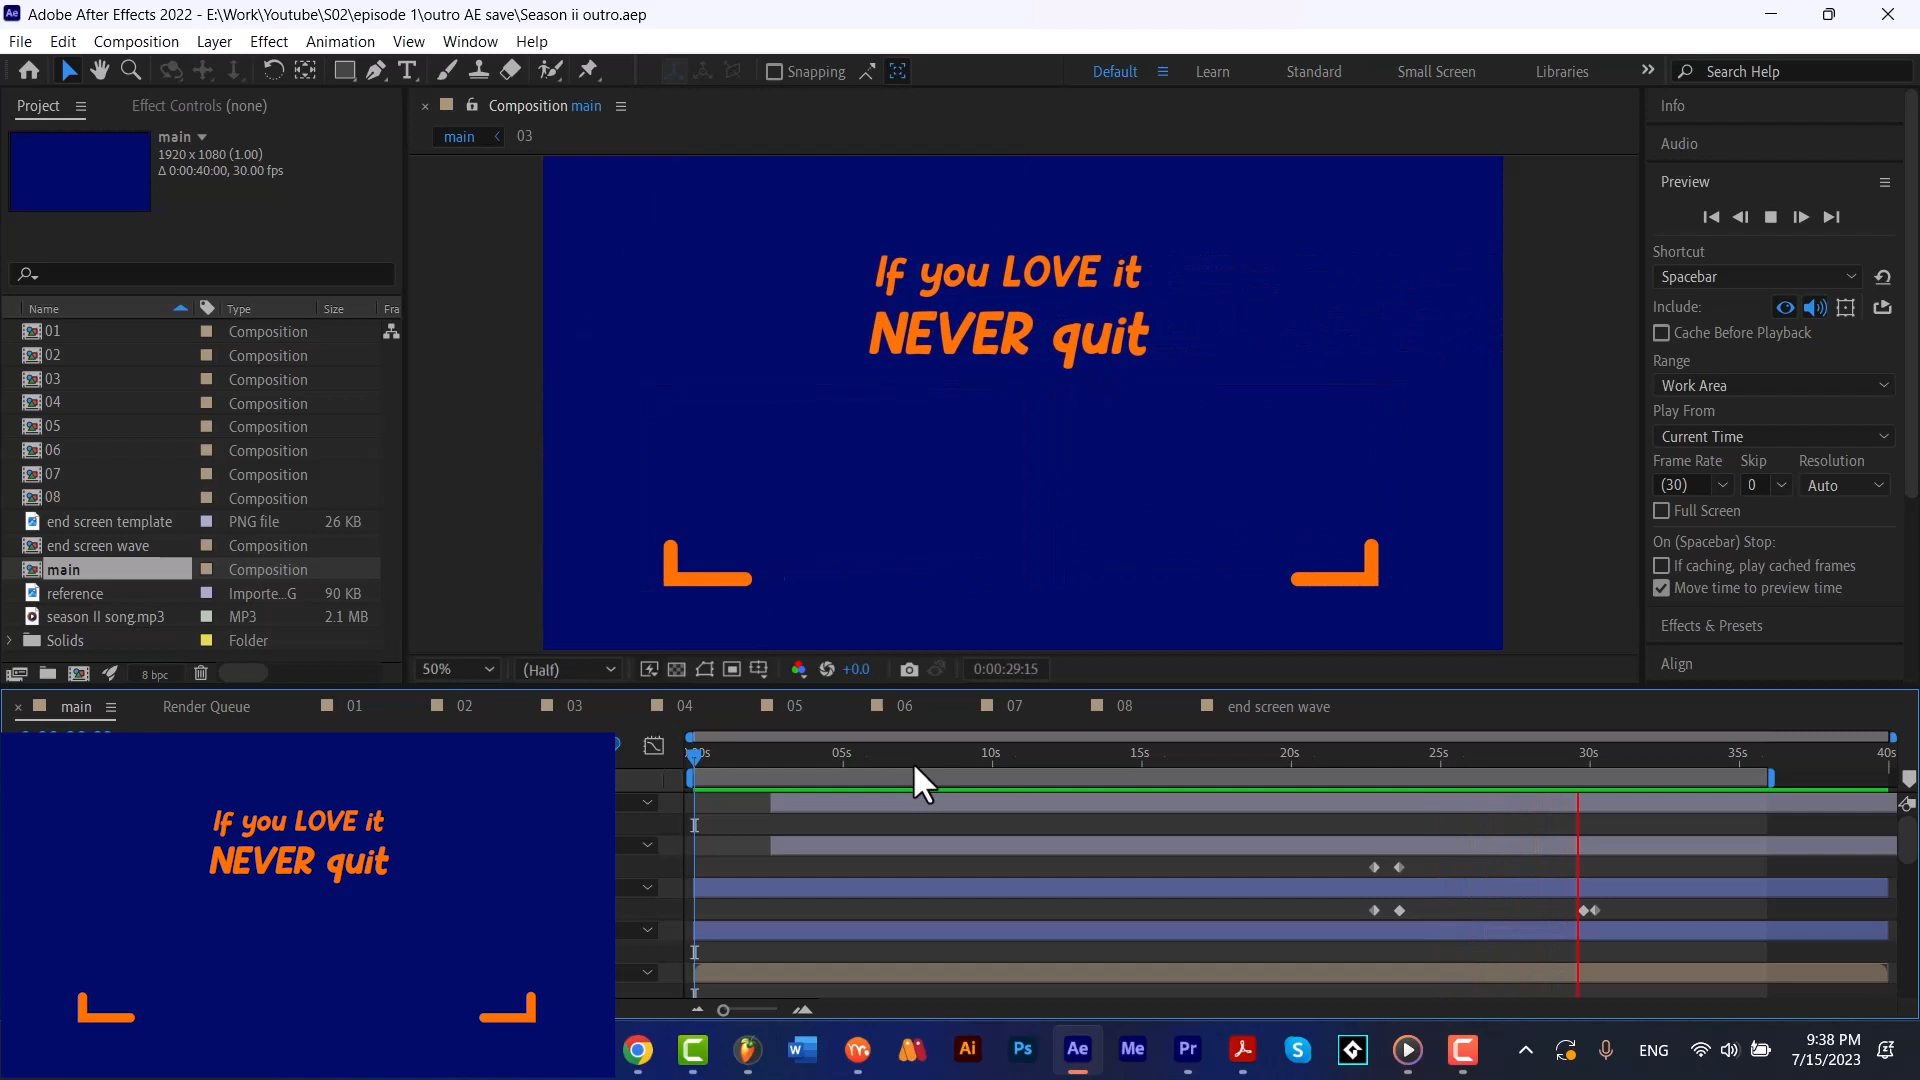 Adobe After Effects 2022 - E:\Work\Youtube\S02\episode 1\outro AE save\Season ii outro.aep
File Edit Composition Layer Effect Animation View Window Help
Snapping
Default Learn Standard Small Screen Libraries
Search Help
Project Effect Controls (none)
main
1920 x 1080 (1.00)
Δ 0:00:40:00, 30.00 fps
Composition main
main 03
If you LOVE it
NEVER quit
Name Type Size Fra
01 Composition
02 Composition
03 Composition
04 Composition
05 Composition
06 Composition
07 Composition
08 Composition
end screen template PNG file 26 KB
end screen wave Composition
main Composition
reference Importe...G 90 KB
season II song.mp3 MP3 2.1 MB
Solids Folder
8 bpc
50% (Half) +0.0 0:00:29:15
Info
Audio
Preview
Shortcut
Spacebar
Include:
Cache Before Playback
Range
Work Area
Play From
Current Time
Frame Rate Skip Resolution
(30) 0 Auto
Full Screen
On (Spacebar) Stop:
If caching, play cached frames
Move time to preview time
Effects & Presets
Align
main Render Queue 01 02 03 04 05 06 07 08 end screen wave
05s 10s 15s 20s 25s 30s 35s 40s
If you LOVE it
NEVER quit
W Ai Ps Ae Me Pr
ENG
9:38 PM
7/15/2023